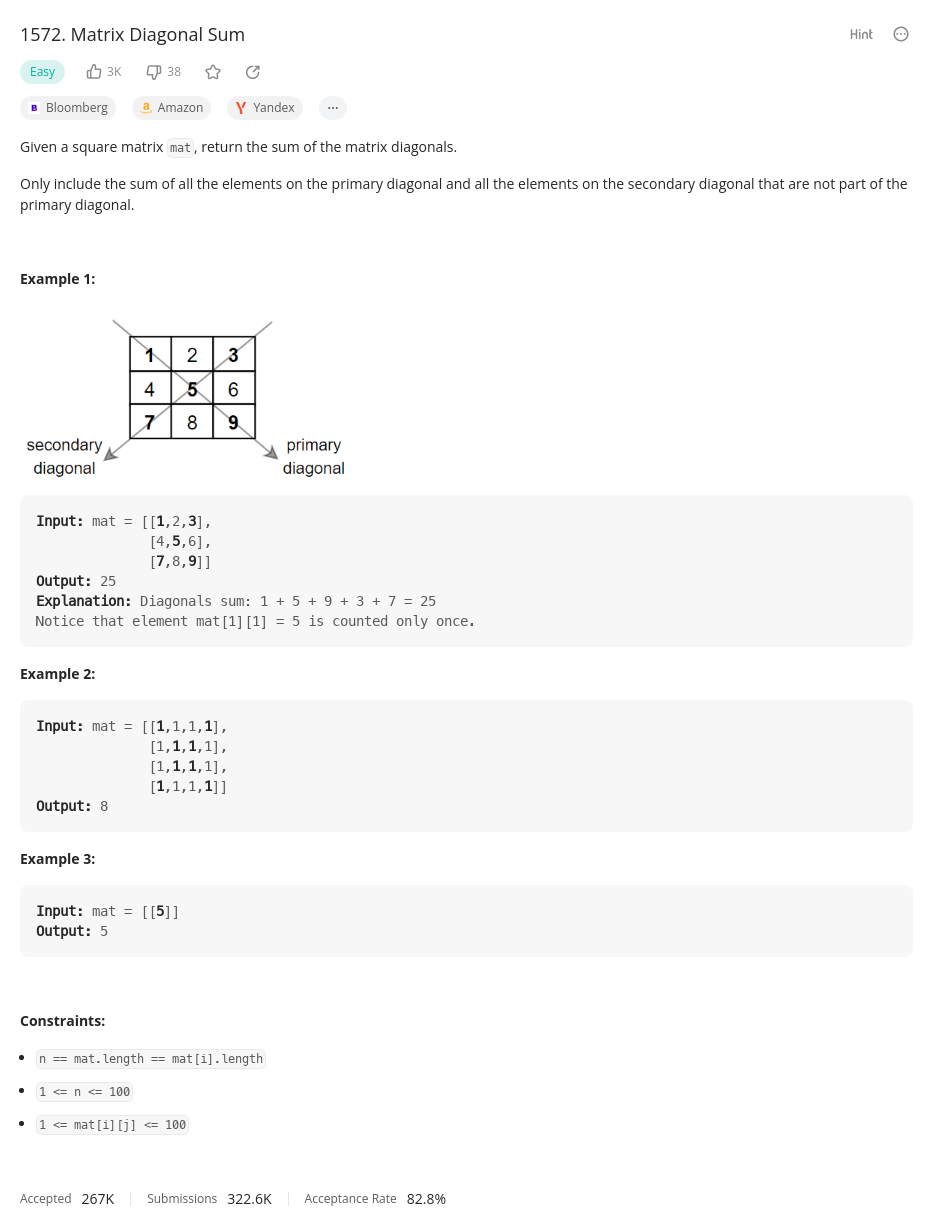 1572. Matrix Diagonal Sum
Hint
Easy 3K 38
Bloomberg Amazon Yandex ...
Given a square matrix mat, return the sum of the matrix diagonals.
Only include the sum of all the elements on the primary diagonal and all the elements on the secondary diagonal that are not part of the
primary diagonal.
Example 1:
1 2 3
4 5 6
7 8 9
secondary diagonal
primary diagonal
Input: mat = [[1,2,3],
[4,5,6],
[7,8,9]]
Output: 25
Explanation: Diagonals sum: 1 + 5 + 9 + 3 + 7 = 25
Notice that element mat[1][1] = 5 is counted only once.
Example 2:
Input: mat = [[1,1,1,1],
[1,1,1,1],
[1,1,1,1],
[1,1,1,1]]
Output: 8
Example 3:
Input: mat = [[5]]
Output: 5
Constraints:
n == mat.length == mat[i].length
1 <= n <= 100
1 <= mat[i][j] <= 100
Accepted 267K Submissions 322.6K Acceptance Rate 82.8%